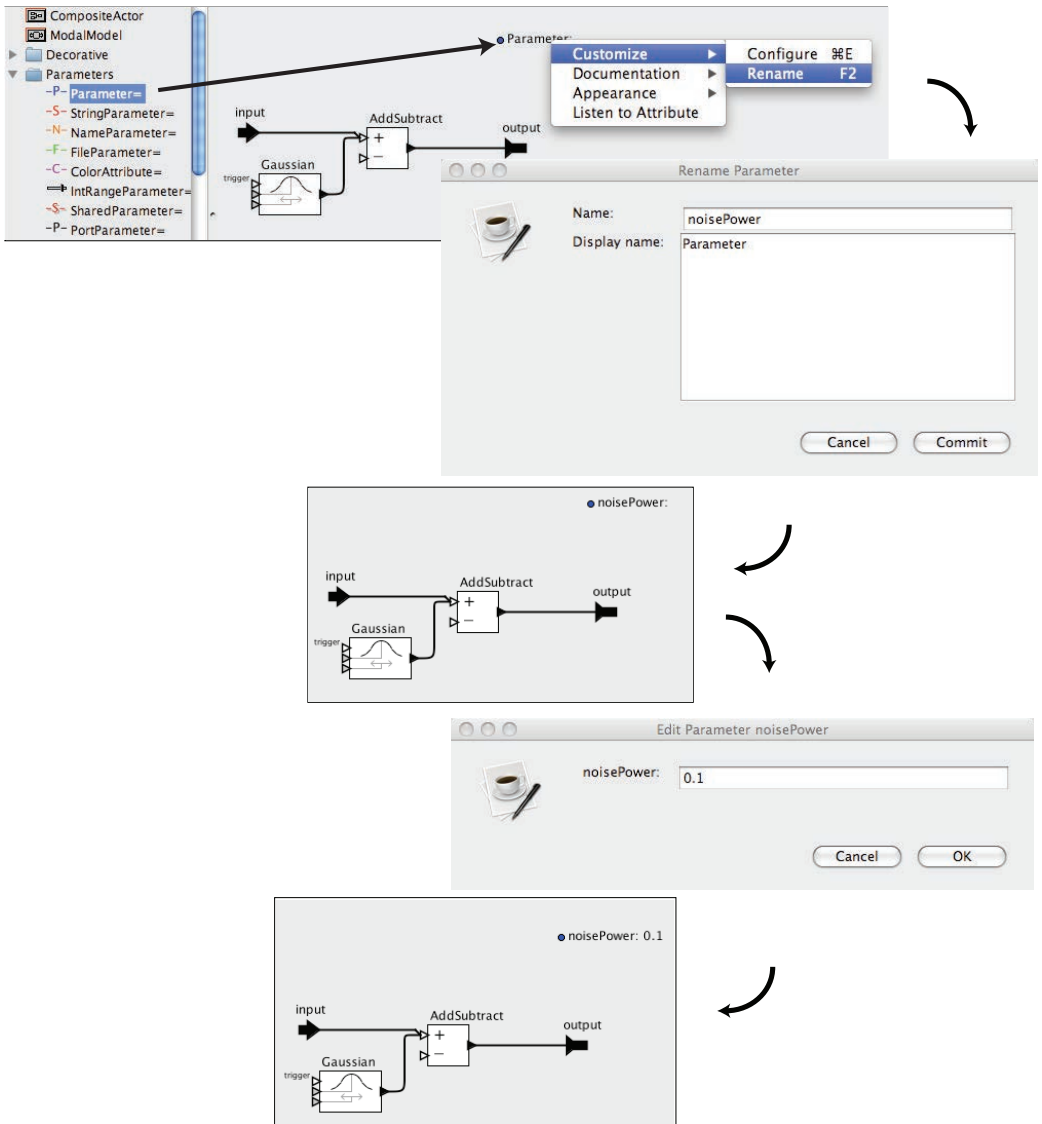 CompositeActor
ModalModel
Decorative
Parameters
-P- Parameter=
-S- StringParameter=
-N- NameParameter=
-F- FileParameter=
-C- ColorAttribute=
IntRangeParameter=
-S- SharedParameter=
-P- PortParameter=
Parameter:
Customize
Documentation
Appearance
Listen to Attribute
Configure ⌘E
Rename F2
input
AddSubtract
+
−
output
Gaussian
trigger
Rename Parameter
Name: noisePower
Display name: Parameter
Cancel Commit
noisePower:
input
AddSubtract
+
−
output
Gaussian
trigger
Edit Parameter noisePower
noisePower: 0.1
Cancel OK
noisePower: 0.1
input
AddSubtract
+
−
output
Gaussian
trigger